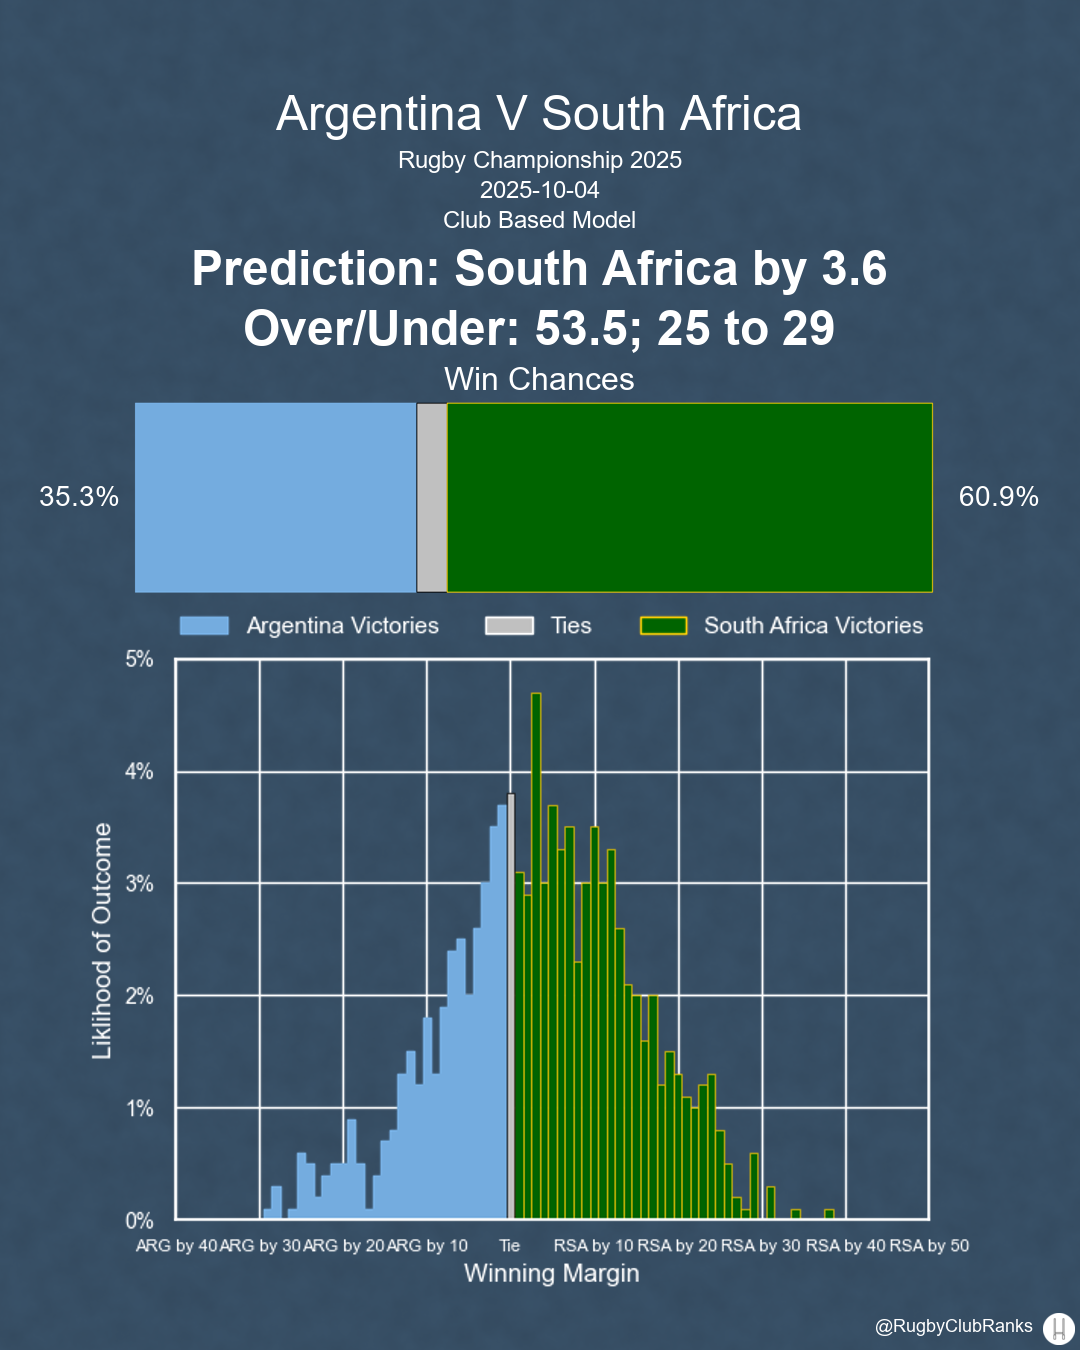 Argentina V South Africa
Rugby Championship 2025
2025-10-04
Club Based Model
Prediction: South Africa by 3.6
Over/Under: 53.5; 25 to 29
Win Chances
35.3%
60.9%
Argentina Victories
Ties
South Africa Victories
5%
4%
3%
2%
1%
0%
Liklihood of Outcome
ARG by 40 ARG by 30 ARG by 20 ARG by 10 Tie RSA by 10 RSA by 20 RSA by 30 RSA by 40 RSA by 50
Winning Margin
@RugbyClubRanks